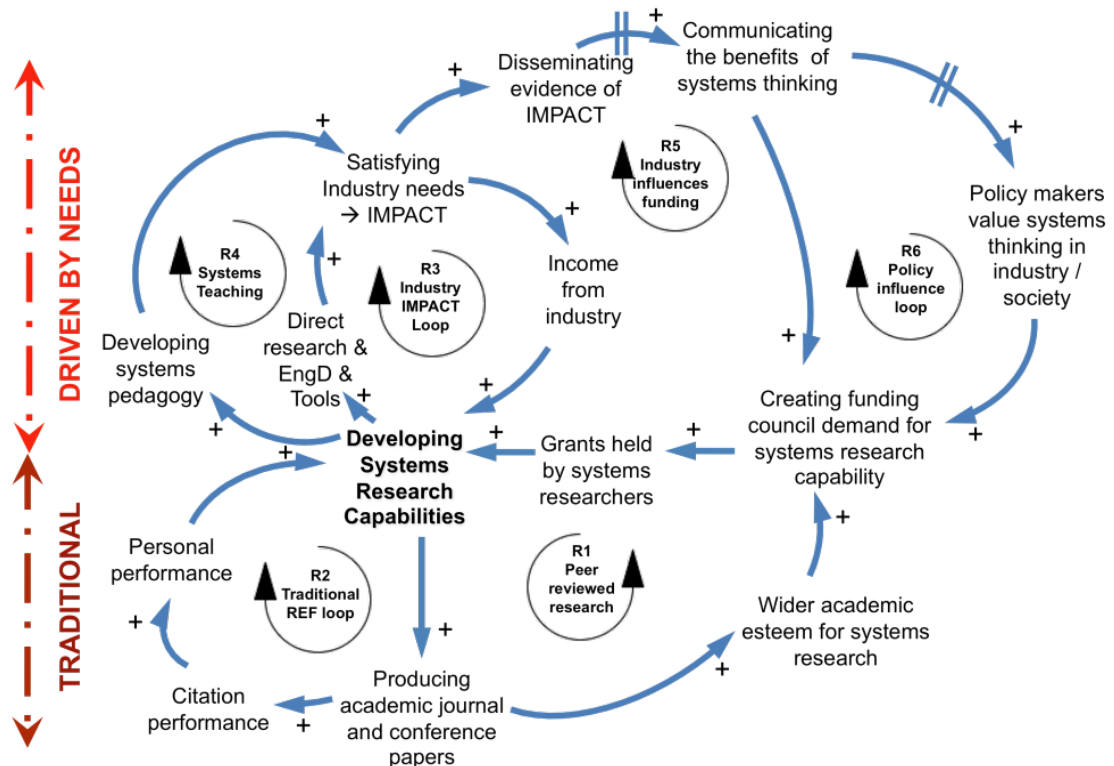 Communicating
the benefits of
systems thinking
Disseminating
evidence of
IMPACT
+
+
+
+
+
Satisfying
Industry needs
→ IMPACT
R5
Industry
influences
funding
Policy makers
value systems
thinking in
industry /
society
DRIVEN BY NEEDS
R4
Systems
Teaching
R3
Industry
IMPACT
Loop
Income
from
industry
R6
Policy
influence
loop
+
+
Direct
research &
EngD &
Tools
Developing
systems
pedagogy
+
+
+
+
+
+
+
Creating funding
council demand for
systems research
capability
Developing
Systems
Research
Capabilities
Grants held
by systems
researchers
+
+
TRADITIONAL
Personal
performance
R2
Traditional
REF loop
R1
Peer
reviewed
research
Wider academic
esteem for systems
research
+
+
+
+
Citation
performance
Producing
academic journal
and conference
papers